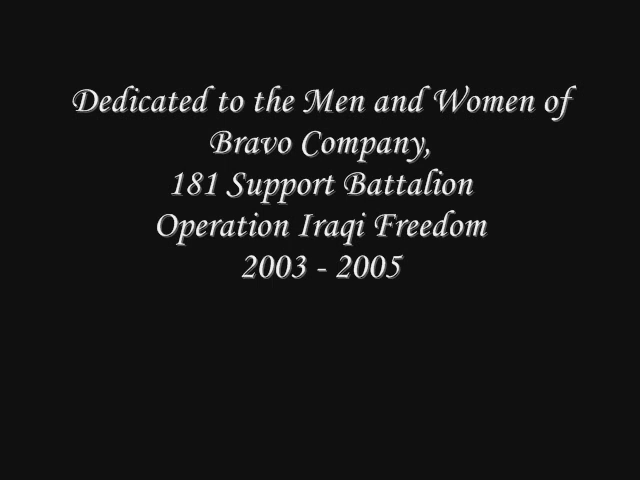 Dedicated to the Men and Women of
Bravo Company,
181 Support Battalion
Operation Iraqi Freedom
2003 - 2005